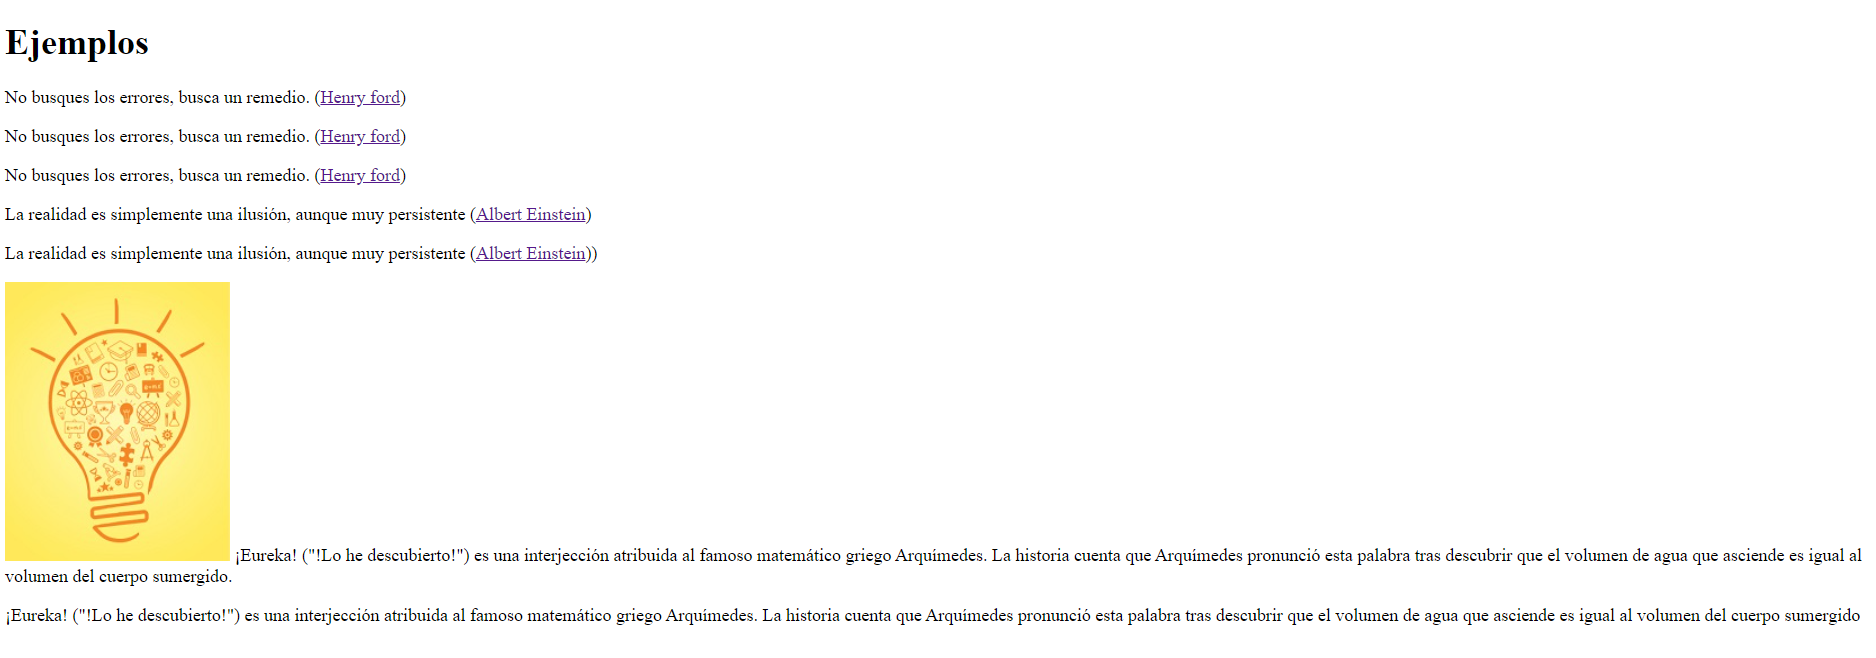 Ejemplos
No busques los errores, busca un remedio. (Henry ford)
No busques los errores, busca un remedio. (Henry ford)
No busques los errores, busca un remedio. (Henry ford)
La realidad es simplemente una ilusión, aunque muy persistente (Albert Einstein)
La realidad es simplemente una ilusión, aunque muy persistente (Albert Einstein))
¡Eureka! ("!Lo he descubierto!") es una interjección atribuida al famoso matemático griego Arquímedes. La historia cuenta que Arquímedes pronunció esta palabra tras descubrir que el volumen de agua que asciende es igual al
volumen del cuerpo sumergido.
¡Eureka! ("!Lo he descubierto!") es una interjección atribuida al famoso matemático griego Arquímedes. La historia cuenta que Arquímedes pronunció esta palabra tras descubrir que el volumen de agua que asciende es igual al volumen del cuerpo sumergido